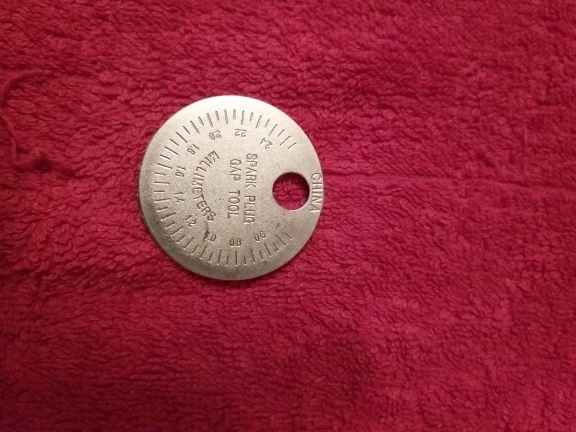 CHINA
SPARK PLUG
GAP TOOL
MILLIMETERS
06 08 10 12 14 16 18 20 22 24